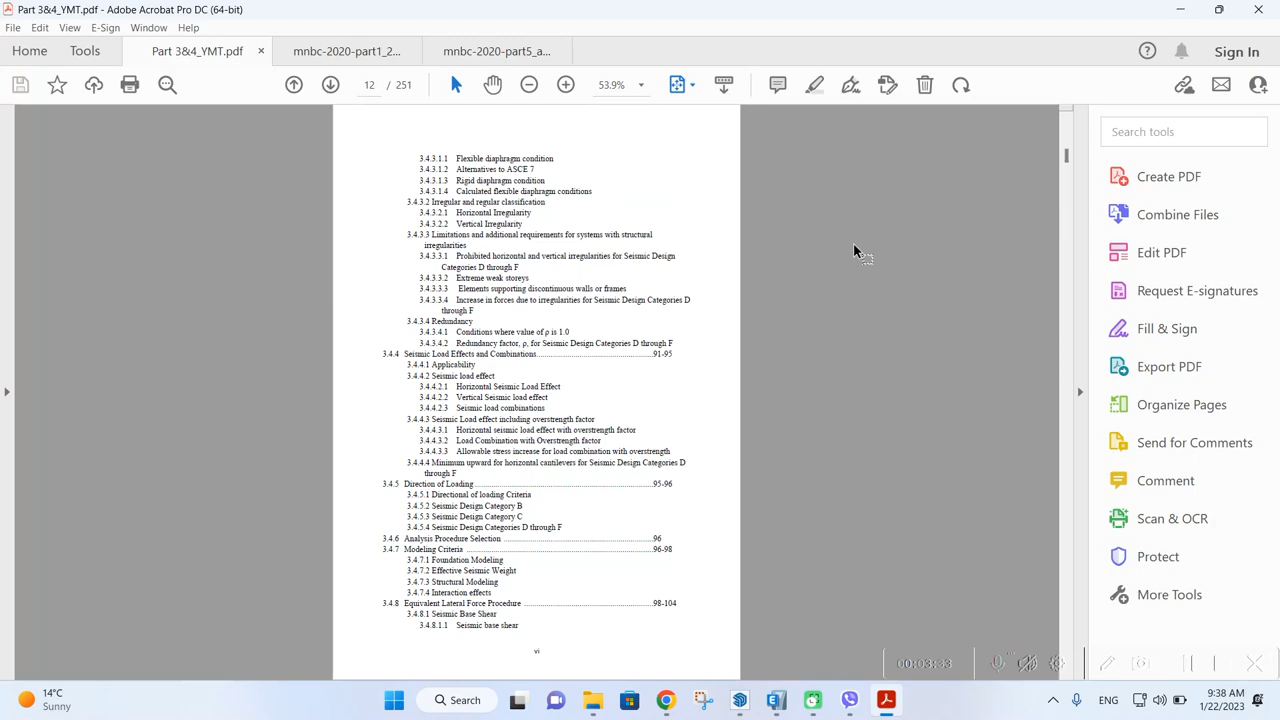 Part 3&4_YMT.pdf - Adobe Acrobat Pro DC (64-bit)
File Edit View E-Sign Window Help
Home Tools Part 3&4_YMT.pdf × mnbc-2020-part1_2... mnbc-2020-part5_a... Sign In
12 / 251 53.9%
3.4.3.1.1 Flexible diaphragm condition
3.4.3.1.2 Alternatives to ASCE 7
3.4.3.1.3 Rigid diaphragm condition
3.4.3.1.4 Calculated flexible diaphragm conditions
3.4.3.2 Irregular and regular classification
3.4.3.2.1 Horizontal Irregularity
3.4.3.2.2 Vertical Irregularity
3.4.3.3 Limitations and additional requirements for systems with structural
irregularities
3.4.3.3.1 Prohibited horizontal and vertical irregularities for Seismic Design
Categories D through F
3.4.3.3.2 Extreme weak storeys
3.4.3.3.3 Elements supporting discontinuous walls or frames
3.4.3.3.4 Increase in forces due to irregularities for Seismic Design Categories D
through F
3.4.3.4 Redundancy
3.4.3.4.1 Conditions where value of ρ is 1.0
3.4.3.4.2 Redundancy factor, ρ, for Seismic Design Categories D through F
3.4.4 Seismic Load Effects and Combinations..........91-95
3.4.4.1 Applicability
3.4.4.2 Seismic load effect
3.4.4.2.1 Horizontal Seismic Load Effect
3.4.4.2.2 Vertical Seismic load effect
3.4.4.2.3 Seismic load combinations
3.4.4.3 Seismic Load effect including overstrength factor
3.4.4.3.1 Horizontal seismic load effect with overstrength factor
3.4.4.3.2 Load Combination with Overstrength factor
3.4.4.3.3 Allowable stress increase for load combination with overstrength
3.4.4.4 Minimum upward for horizontal cantilevers for Seismic Design Categories D
through F
3.4.5 Direction of Loading..........95-96
3.4.5.1 Directional of loading Criteria
3.4.5.2 Seismic Design Category B
3.4.5.3 Seismic Design Category C
3.4.5.4 Seismic Design Categories D through F
3.4.6 Analysis Procedure Selection ..........96
3.4.7 Modeling Criteria ..........96-98
3.4.7.1 Foundation Modeling
3.4.7.2 Effective Seismic Weight
3.4.7.3 Structural Modeling
3.4.7.4 Interaction effects
3.4.8 Equivalent Lateral Force Procedure ..........98-104
3.4.8.1 Seismic Base Shear
3.4.8.1.1 Seismic base shear
vi
Search tools
Create PDF
Combine Files
Edit PDF
Request E-signatures
Fill & Sign
Export PDF
Organize Pages
Send for Comments
Comment
Scan & OCR
Protect
More Tools
00:03:33
14°C
Sunny
Search
ENG
9:38 AM
1/22/2023